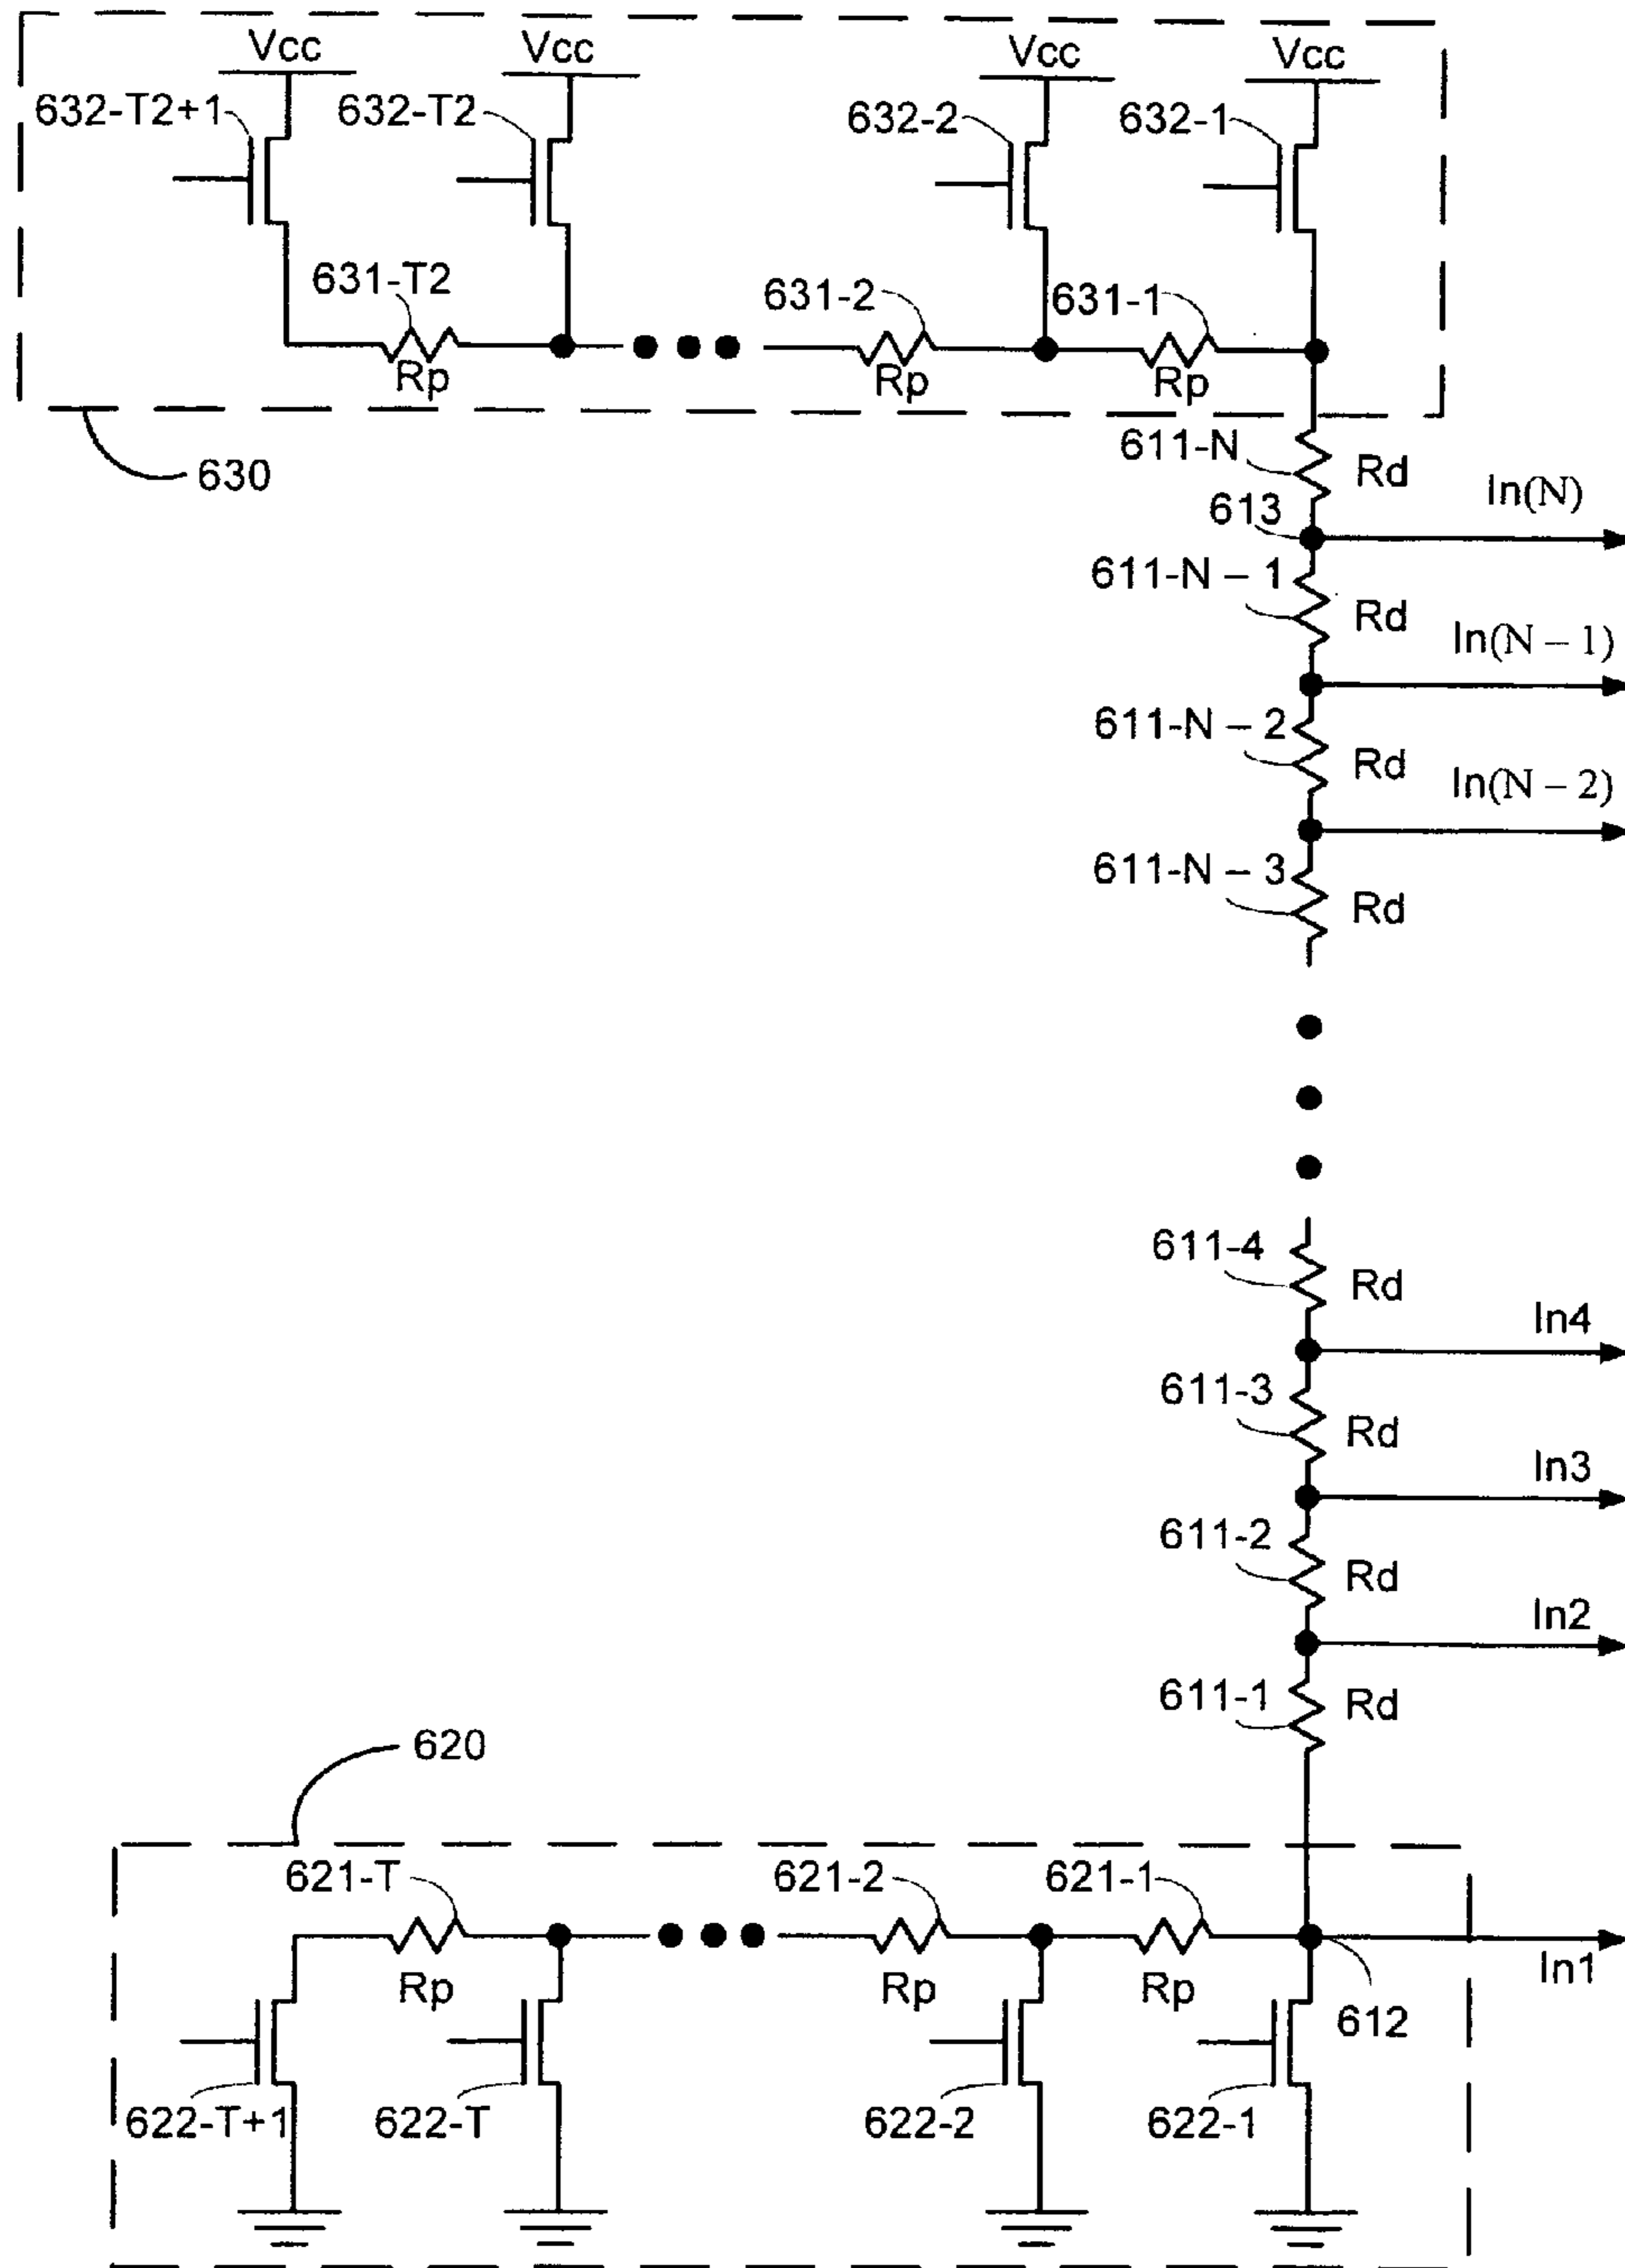 Vcc Vcc Vcc Vcc
632-T2+1 632-T2 632-2 632-1
631-T2 631-2 631-1
Rp Rp Rp
630
611-N Rd In(N)
613
611-N – 1 Rd In(N – 1)
611-N – 2 Rd In(N – 2)
611-N – 3 Rd
611-4 Rd
In4
611-3 Rd
In3
611-2 Rd
In2
611-1 Rd
620
621-T 621-2 621-1
Rp Rp Rp In1
612
622-T+1 622-T 622-2 622-1